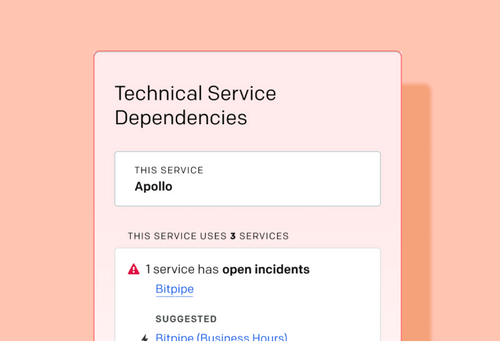 Technical Service
Dependencies
THIS SERVICE
Apollo
THIS SERVICE USES 3 SERVICES
1 service has open incidents
Bitpipe
SUGGESTED
Bitpipe (Business Hours)